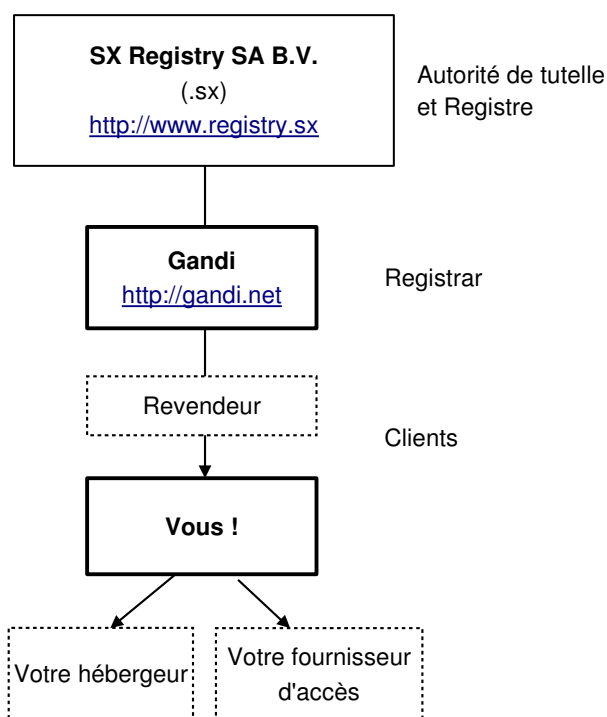 SX Registry SA B.V.
(.sx)
http://www.registry.sx
Autorité de tutelle
et Registre
Gandi
http://gandi.net
Registrar
Revendeur
Clients
Vous !
Votre hébergeur
Votre fournisseur
d'accès